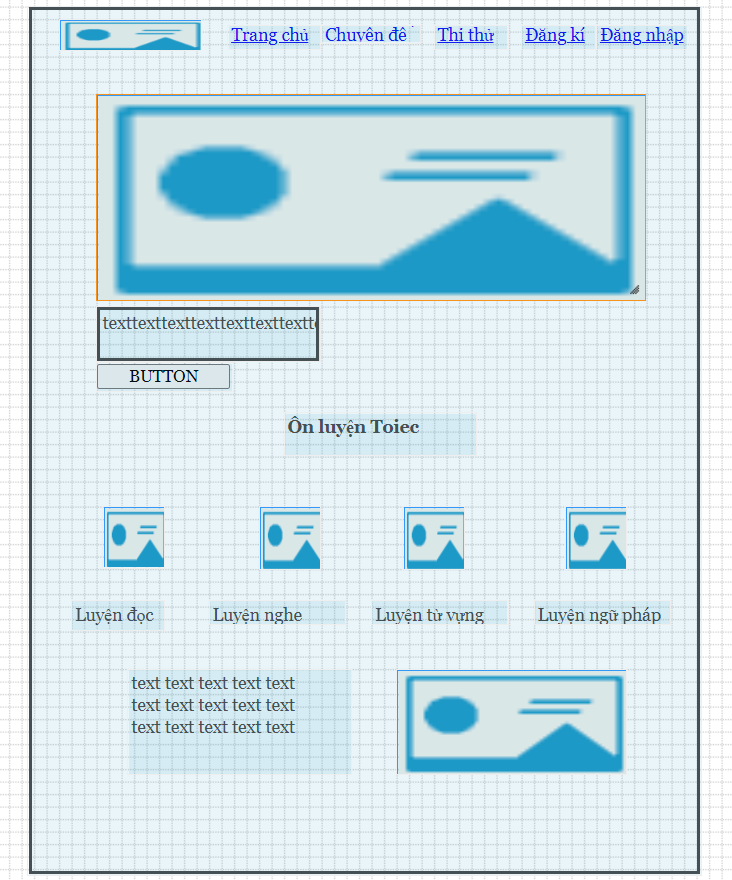 Trang chủ Chuyên đề Thi thử Đăng kí Đăng nhập
texttexttexttexttexttextte
BUTTON
Ôn luyện Toiec
Luyện đọc Luyện nghe Luyện từ vựng Luyện ngữ pháp
text text text text text
text text text text text
text text text text text